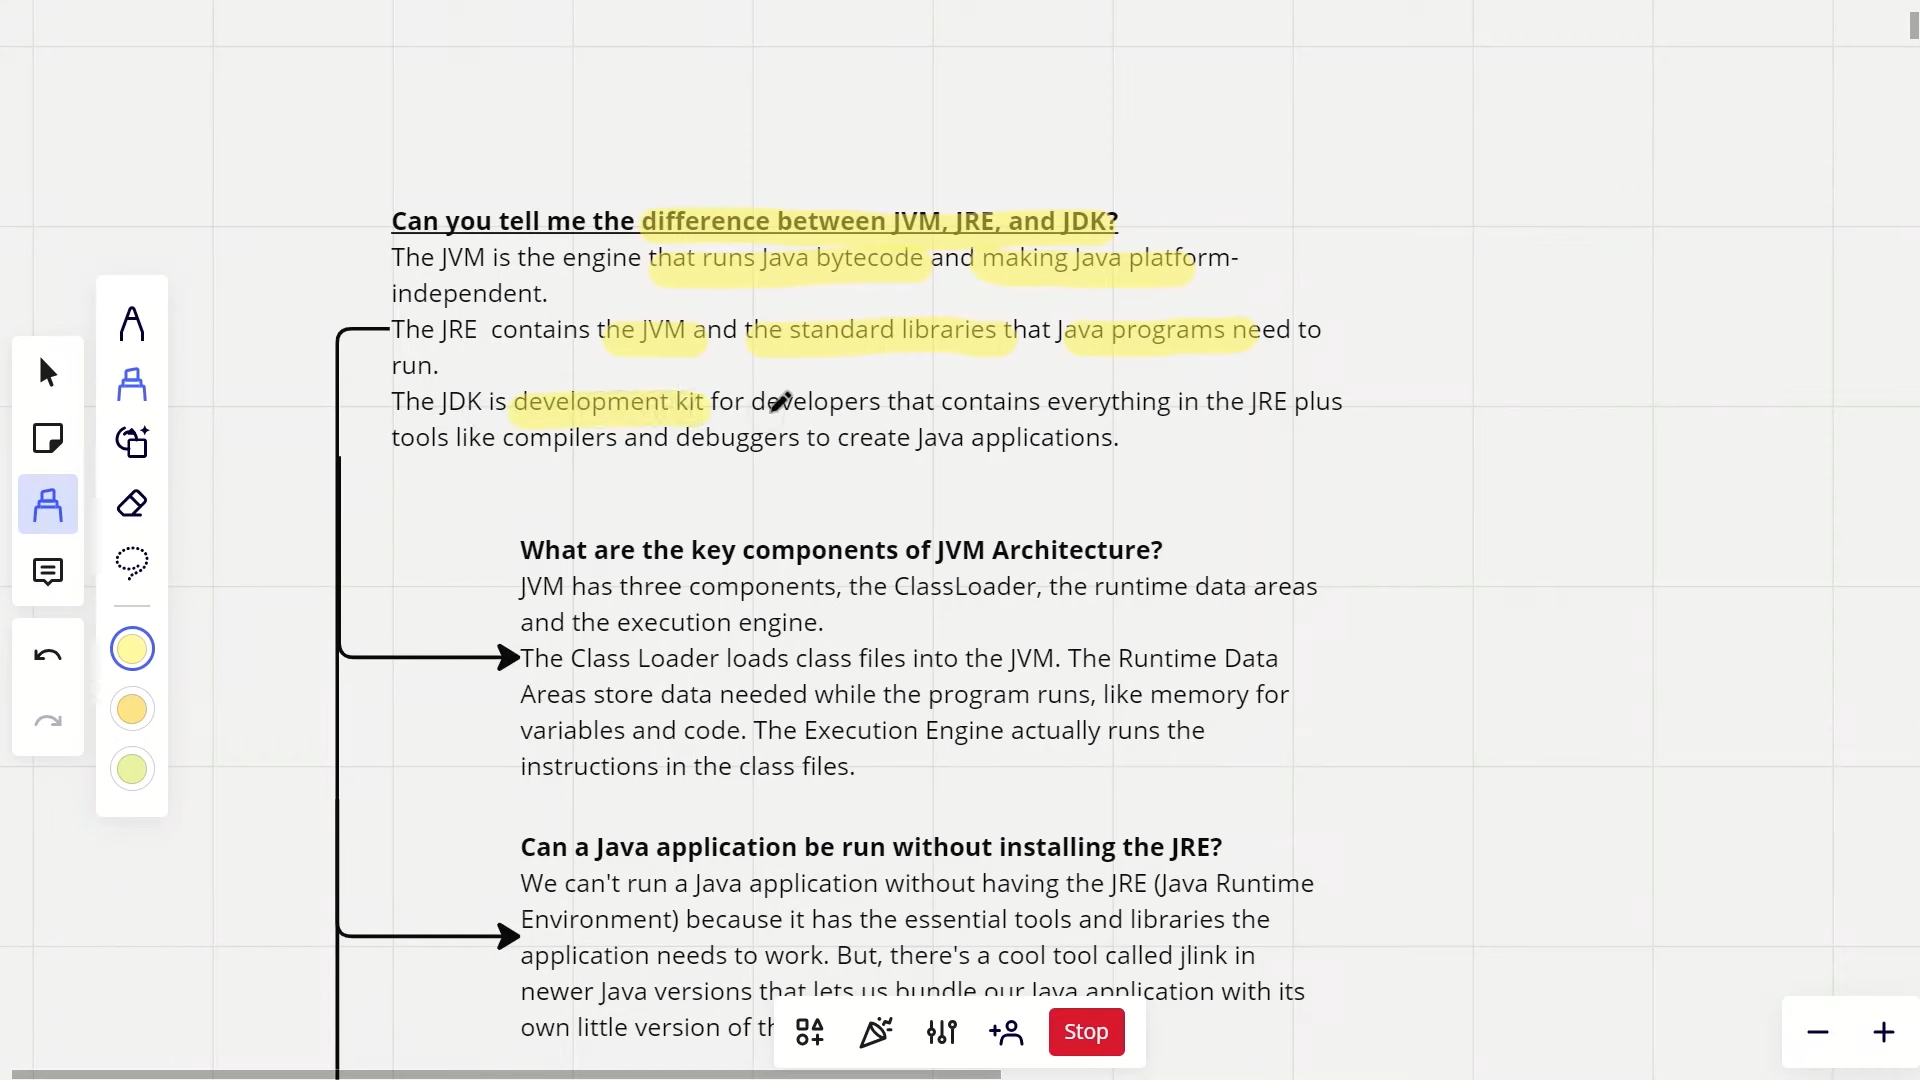 Can you tell me the difference between JVM, JRE, and JDK?
The JVM is the engine that runs Java bytecode and making Java platform-
independent.
The JRE  contains the JVM and the standard libraries that Java programs need to
run.
The JDK is development kit for developers that contains everything in the JRE plus
tools like compilers and debuggers to create Java applications.
What are the key components of JVM Architecture?
JVM has three components, the ClassLoader, the runtime data areas
and the execution engine.
The Class Loader loads class files into the JVM. The Runtime Data
Areas store data needed while the program runs, like memory for
variables and code. The Execution Engine actually runs the
instructions in the class files.
Can a Java application be run without installing the JRE?
We can't run a Java application without having the JRE (Java Runtime
Environment) because it has the essential tools and libraries the
application needs to work. But, there's a cool tool called jlink in
newer Java versions that lets us bundle our Java application with its
own little version of
Stop